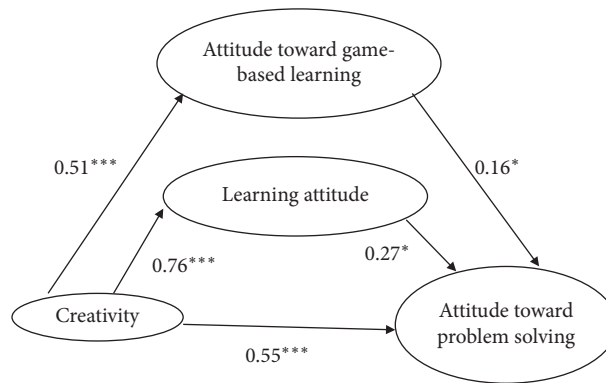 Attitude toward game-
based learning
0.51***
0.16*
Learning attitude
0.76***
0.27*
Creativity
Attitude toward
problem solving
0.55***